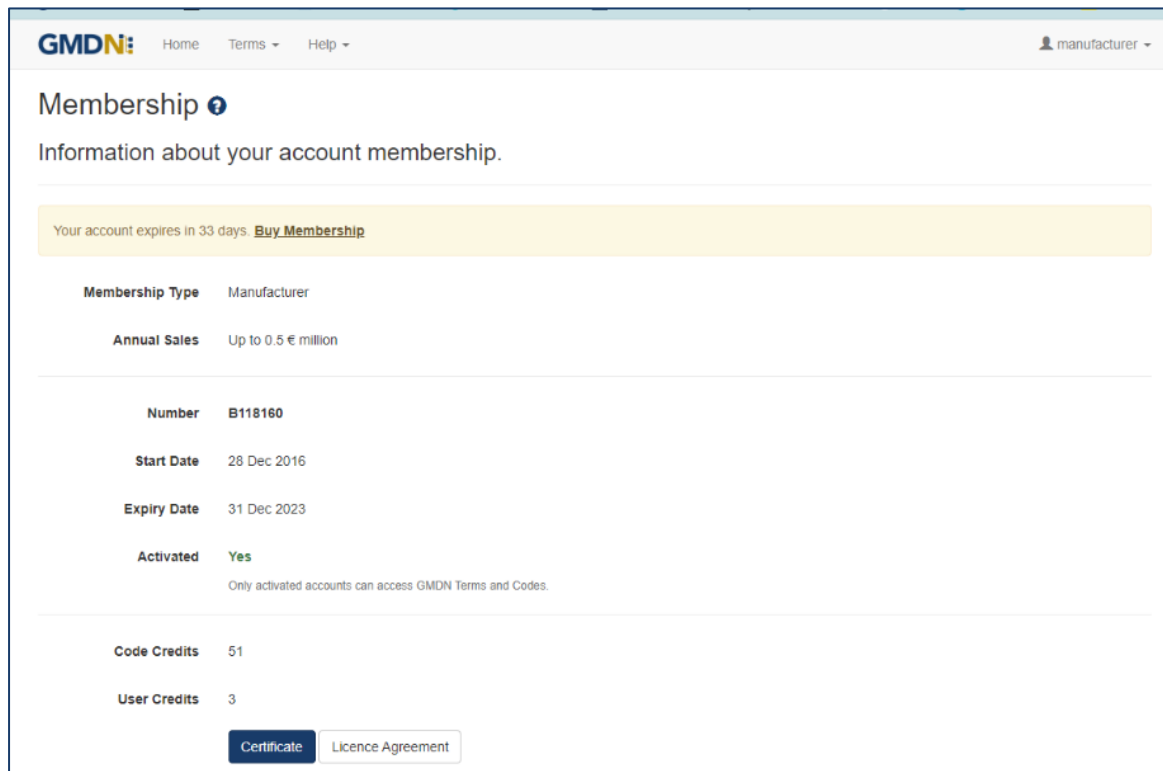 GMDN Home Terms Help manufacturer
Membership ?
Information about your account membership.
Your account expires in 33 days. Buy Membership
Membership Type Manufacturer
Annual Sales Up to 0.5 € million
Number B118160
Start Date 28 Dec 2016
Expiry Date 31 Dec 2023
Activated Yes
Only activated accounts can access GMDN Terms and Codes.
Code Credits 51
User Credits 3
Certificate Licence Agreement